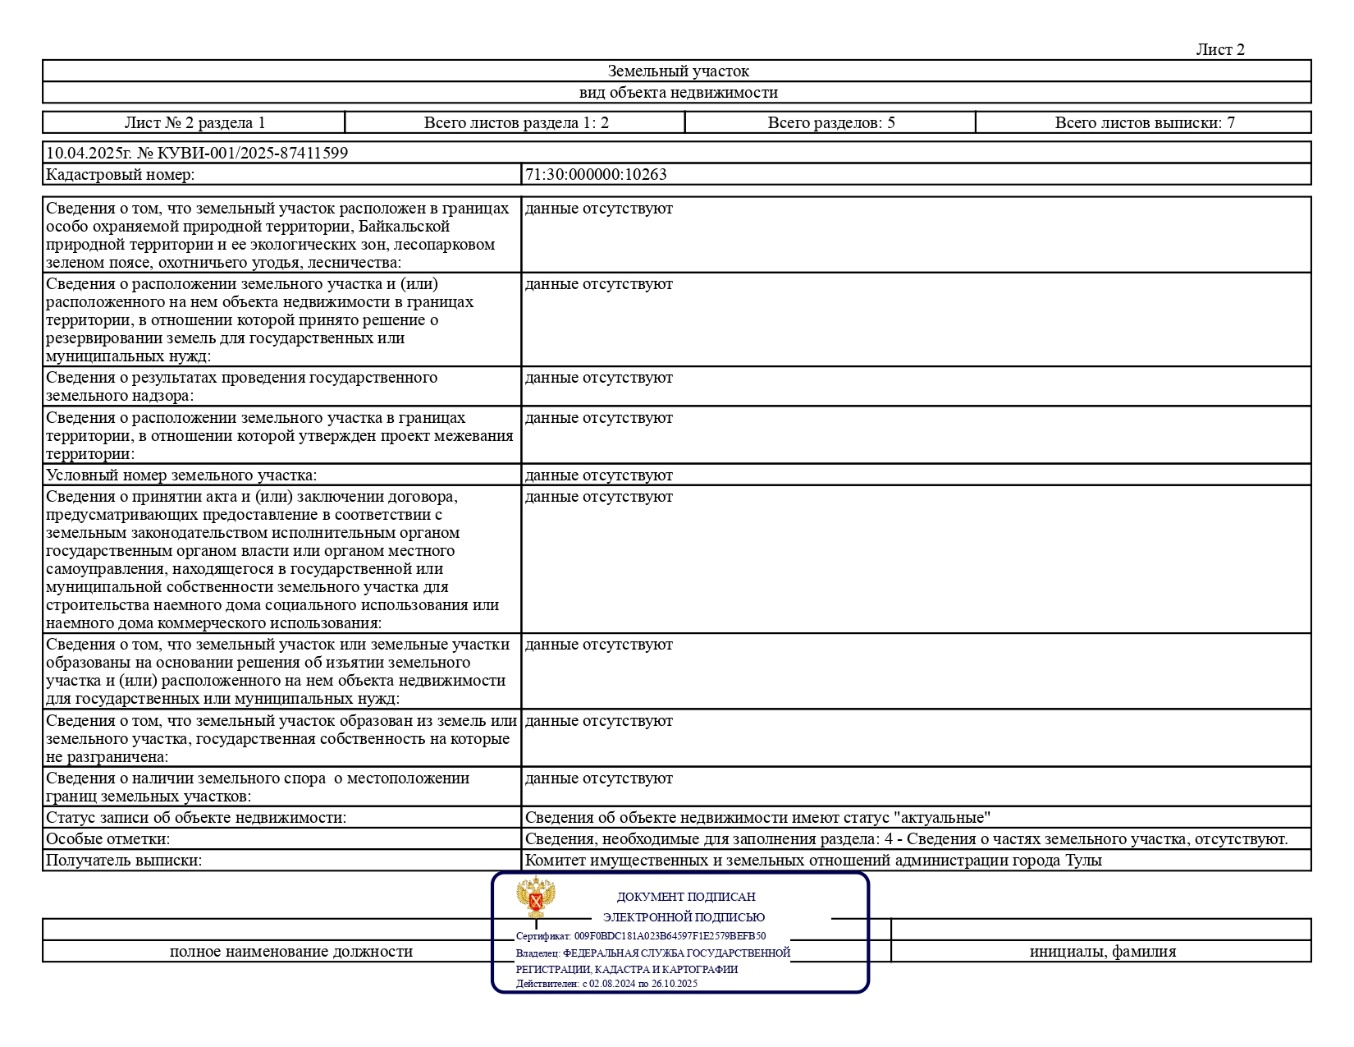 Лист 2
Земельный участок
вид объекта недвижимости
Лист № 2 раздела 1
Всего листов раздела 1: 2
Всего разделов: 5
Всего листов выписки: 7
10.04.2025г. № КУВИ-001/2025-87411599
Кадастровый номер:
71:30:000000:10263
Сведения о том, что земельный участок расположен в границах
особо охраняемой природной территории, Байкальской
природной территории и ее экологических зон, лесопарковом
зеленом поясе, охотничьего угодья, лесничества:
данные отсутствуют
Сведения о расположении земельного участка и (или)
расположенного на нем объекта недвижимости в границах
территории, в отношении которой принято решение о
резервировании земель для государственных или
муниципальных нужд:
данные отсутствуют
Сведения о результатах проведения государственного
земельного надзора:
данные отсутствуют
Сведения о расположении земельного участка в границах
территории, в отношении которой утвержден проект межевания
территории:
данные отсутствуют
Условный номер земельного участка:
данные отсутствуют
Сведения о принятии акта и (или) заключении договора,
предусматривающих предоставление в соответствии с
земельным законодательством исполнительным органом
государственным органом власти или органом местного
самоуправления, находящегося в государственной или
муниципальной собственности земельного участка для
строительства наемного дома социального использования или
наемного дома коммерческого использования:
данные отсутствуют
Сведения о том, что земельный участок или земельные участки
образованы на основании решения об изъятии земельного
участка и (или) расположенного на нем объекта недвижимости
для государственных или муниципальных нужд:
данные отсутствуют
Сведения о том, что земельный участок образован из земель или
земельного участка, государственная собственность на которые
не разграничена:
данные отсутствуют
Сведения о наличии земельного спора о местоположении
границ земельных участков:
данные отсутствуют
Статус записи об объекте недвижимости:
Сведения об объекте недвижимости имеют статус "актуальные"
Особые отметки:
Сведения, необходимые для заполнения раздела: 4 - Сведения о частях земельного участка, отсутствуют.
Получатель выписки:
Комитет имущественных и земельных отношений администрации города Тулы
ДОКУМЕНТ ПОДПИСАН
ЭЛЕКТРОННОЙ ПОДПИСЬЮ
Сертификат: 009F0BDC181A023B64597F1E2579BEFB50
Владелец: ФЕДЕРАЛЬНАЯ СЛУЖБА ГОСУДАРСТВЕННОЙ
РЕГИСТРАЦИИ, КАДАСТРА И КАРТОГРАФИИ
Действителен: с 02.08.2024 по 26.10.2025
полное наименование должности
инициалы, фамилия